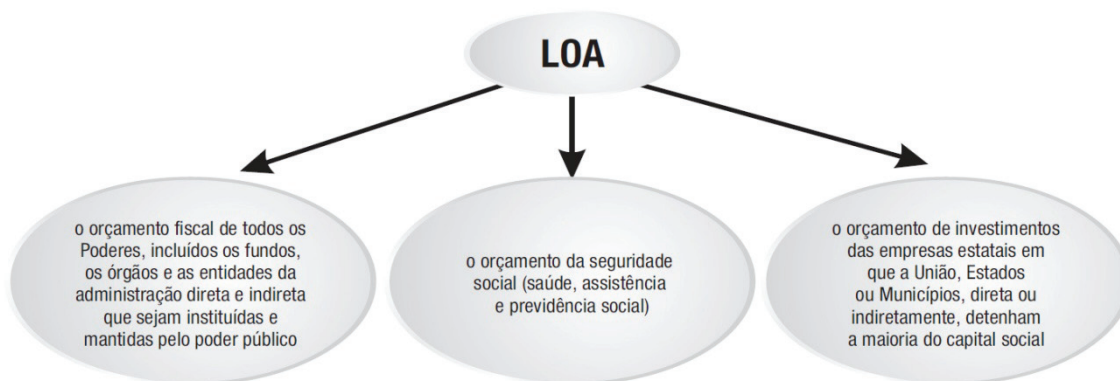 LOA
o orçamento fiscal de todos os
Poderes, incluídos os fundos,
os órgãos e as entidades da
administração direta e indireta
que sejam instituídas e
mantidas pelo poder público
o orçamento da seguridade
social (saúde, assistência
e previdência social)
o orçamento de investimentos
das empresas estatais em
que a União, Estados
ou Municípios, direta ou
indiretamente, detenham
a maioria do capital social